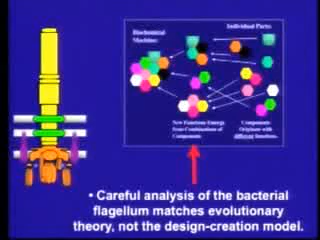 Individual Parts:
Biochemical
Machine:
New Functions Emerge
from Combinations of
Components
Components
Originate with
different functions.
• Careful analysis of the bacterial
flagellum matches evolutionary
theory, not the design-creation model.